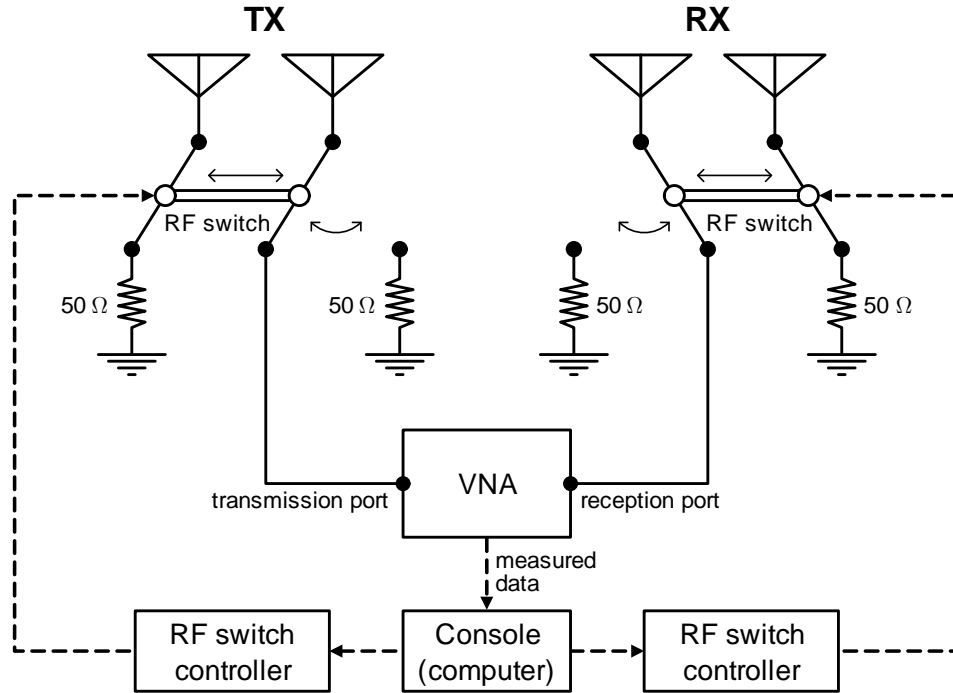 TX
RX
RF switch
RF switch
50 Ω
50 Ω
50 Ω
50 Ω
VNA
transmission port
reception port
measured
data
RF switch
controller
Console
(computer)
RF switch
controller